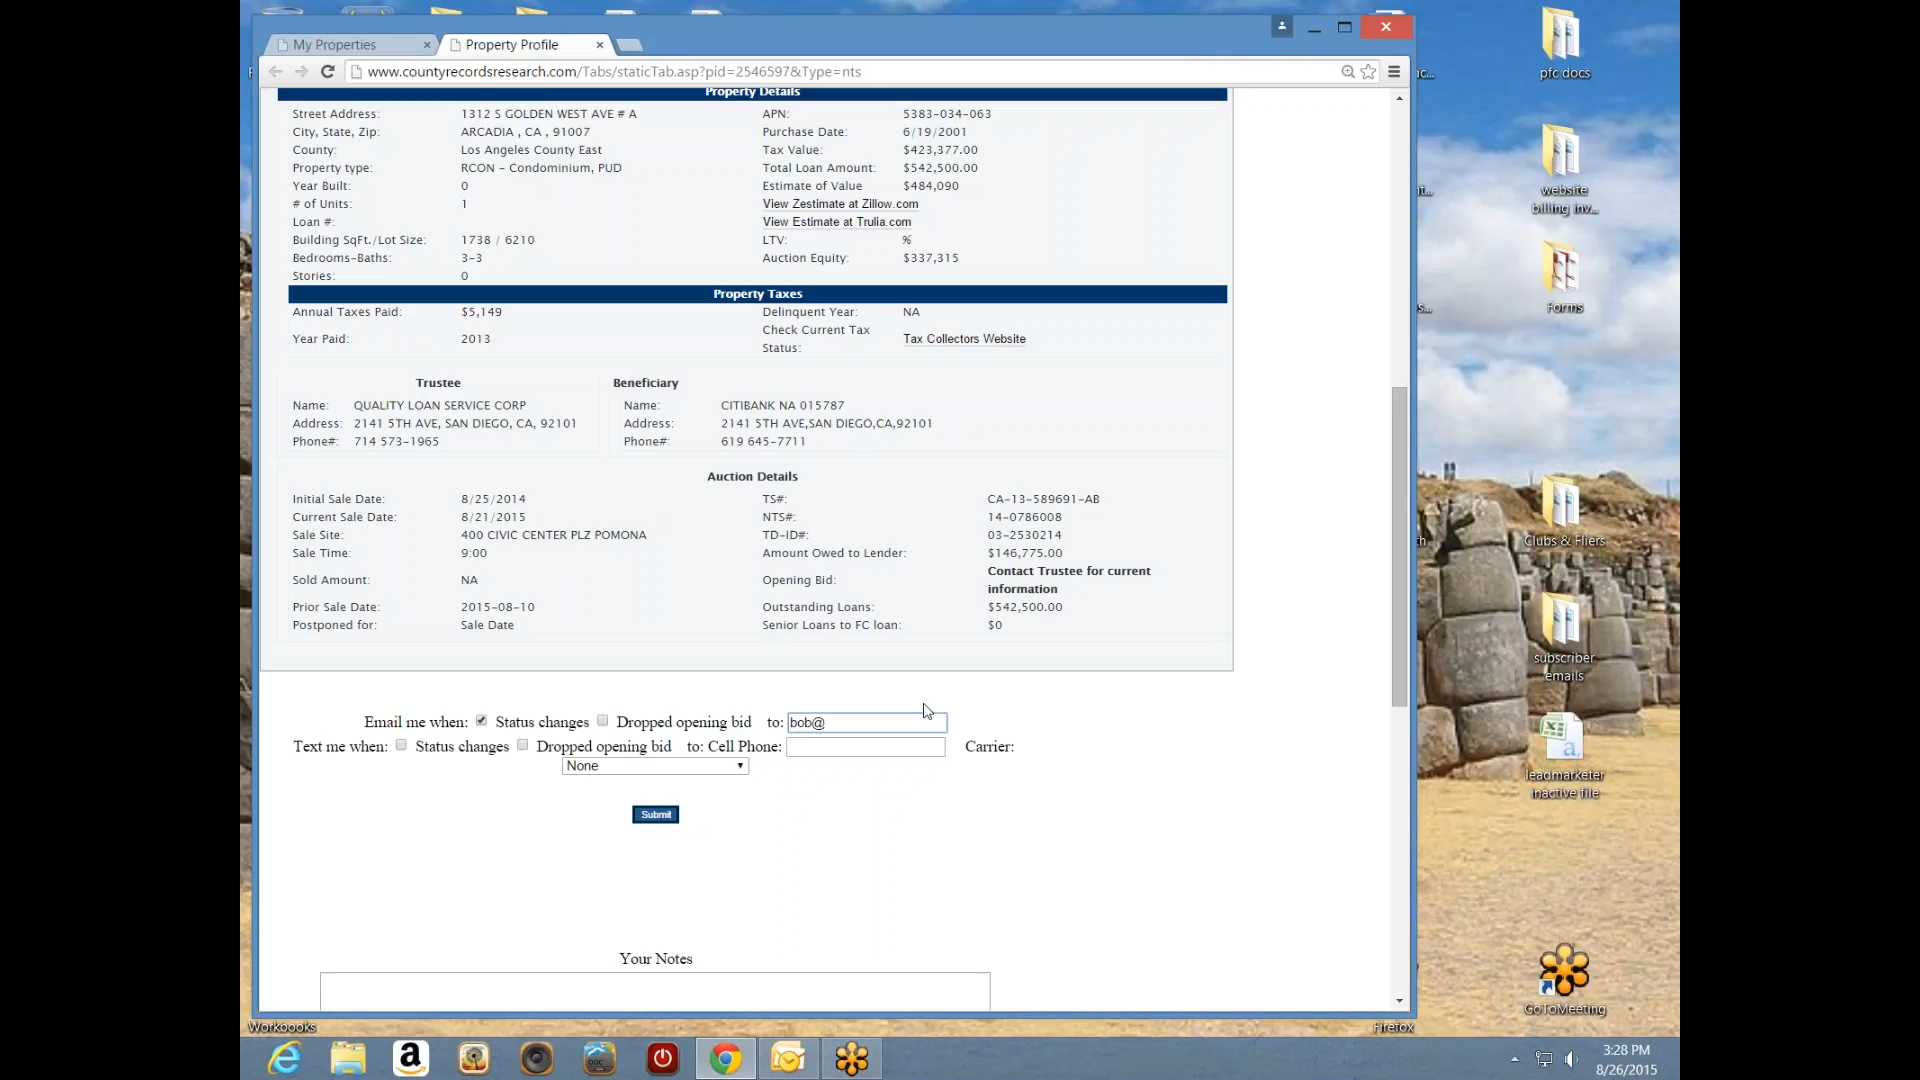 My Properties
Property Profile
www.countyrecordsresearch.com/Tabs/staticTab.asp?pid=2546597&Type=nts
Property Details
Street Address: 1312 S GOLDEN WEST AVE # A APN: 5383-034-063
City, State, Zip: ARCADIA , CA , 91007 Purchase Date: 6/19/2001
County: Los Angeles County East Tax Value: $423,377.00
Property type: RCON - Condominium, PUD Total Loan Amount: $542,500.00
Year Built: 0 Estimate of Value $484,090
# of Units: 1 View Zestimate at Zillow.com
Loan #: View Estimate at Trulia.com
Building SqFt./Lot Size: 1738 / 6210 LTV: %
Bedrooms-Baths: 3-3 Auction Equity: $337,315
Stories: 0
Property Taxes
Annual Taxes Paid: $5,149 Delinquent Year: NA
Year Paid: 2013 Check Current Tax
Status: Tax Collectors Website
Trustee Beneficiary
Name: QUALITY LOAN SERVICE CORP Name: CITIBANK NA 015787
Address: 2141 5TH AVE, SAN DIEGO, CA, 92101 Address: 2141 5TH AVE,SAN DIEGO,CA,92101
Phone#: 714 573-1965 Phone#: 619 645-7711
Auction Details
Initial Sale Date: 8/25/2014 TS#: CA-13-589691-AB
Current Sale Date: 8/21/2015 NTS#: 14-0786008
Sale Site: 400 CIVIC CENTER PLZ POMONA TD-ID#: 03-2530214
Sale Time: 9:00 Amount Owed to Lender: $146,775.00
Sold Amount: NA Opening Bid: Contact Trustee for current
information
Prior Sale Date: 2015-08-10 Outstanding Loans: $542,500.00
Postponed for: Sale Date Senior Loans to FC loan: $0
Email me when: Status changes Dropped opening bid to: bob@
Text me when: Status changes Dropped opening bid to: Cell Phone: Carrier:
None
Submit
Your Notes
pfc docs
website
billing inv...
Forms
Clubs & Fliers
subscriber
emails
leadmarketer
inactive file
GoToMeeting
Workbooks
Firefox
3:28 PM
8/26/2015